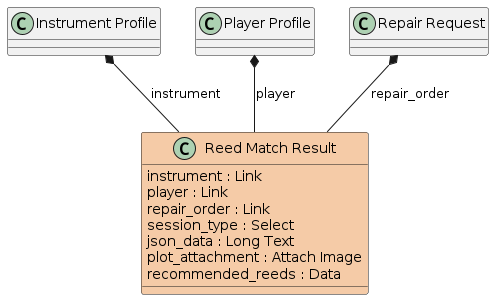 C Instrument Profile
C Player Profile
C Repair Request
instrument
player
repair_order
C Reed Match Result
instrument : Link
player : Link
repair_order : Link
session_type : Select
json_data : Long Text
plot_attachment : Attach Image
recommended_reeds : Data